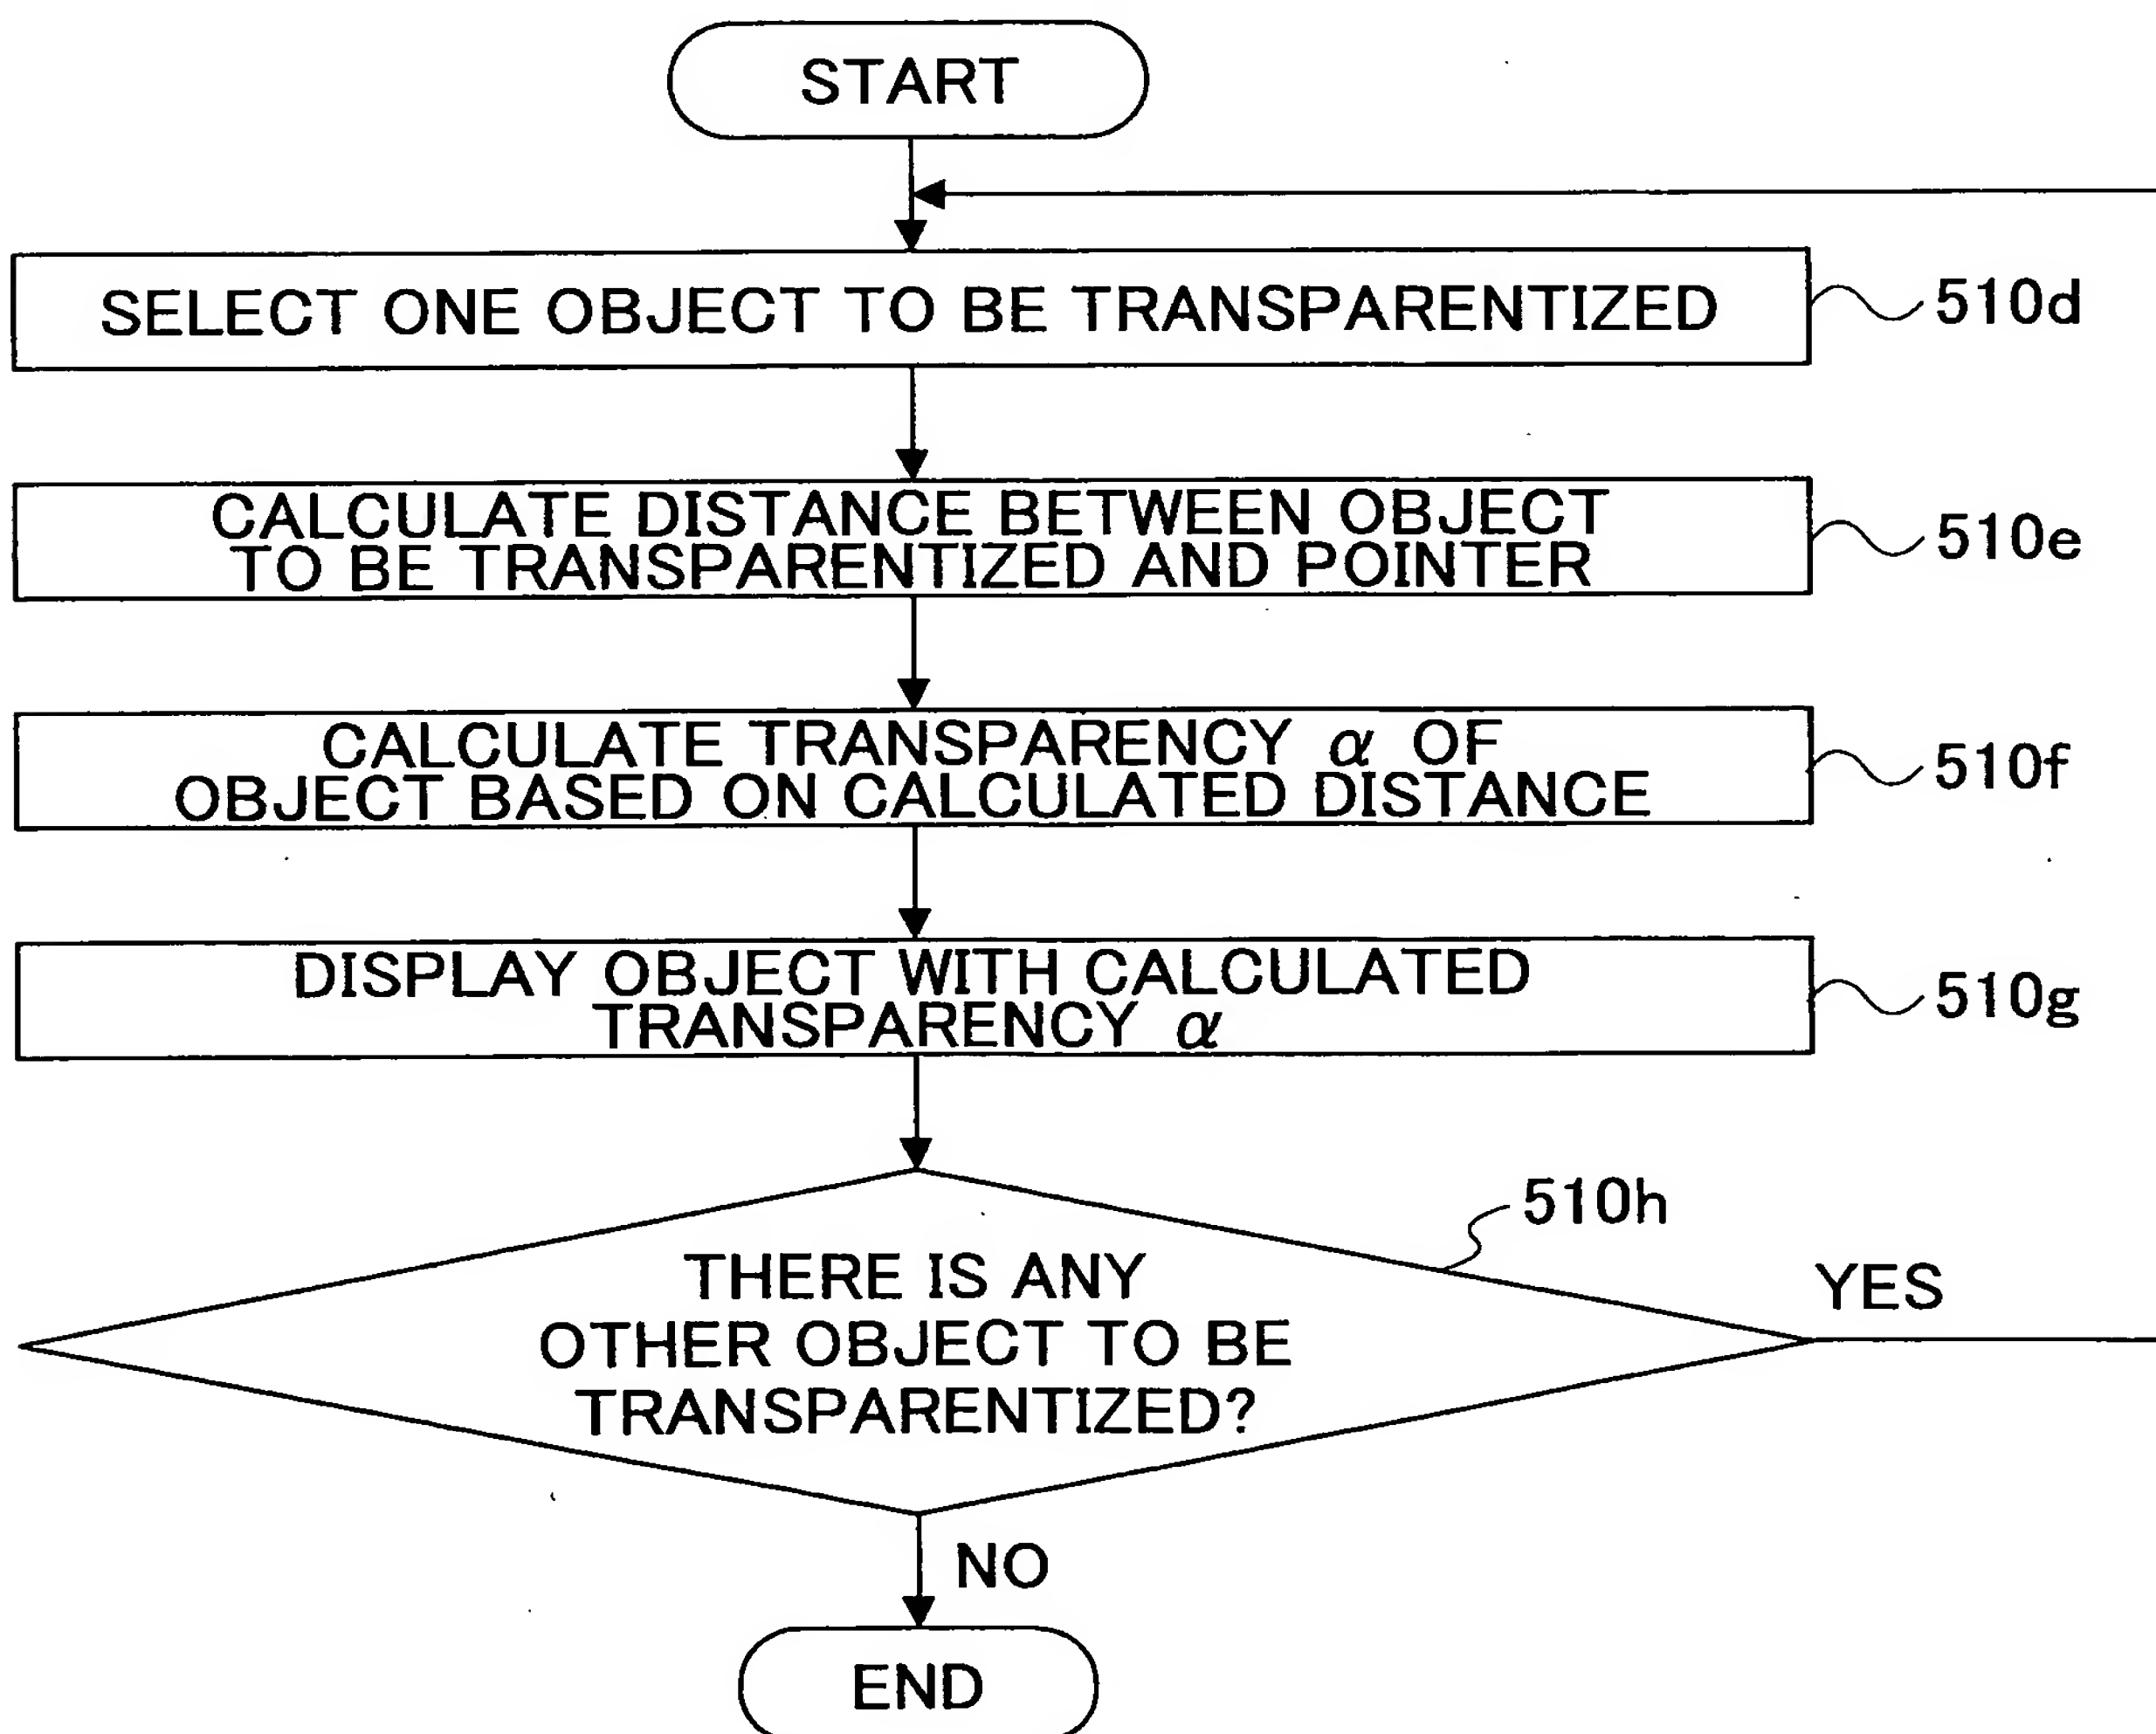 START
SELECT ONE OBJECT TO BE TRANSPARENTIZED
510d
CALCULATE DISTANCE BETWEEN OBJECT
TO BE TRANSPARENTIZED AND POINTER
510e
CALCULATE TRANSPARENCY α OF
OBJECT BASED ON CALCULATED DISTANCE
510f
DISPLAY OBJECT WITH CALCULATED
TRANSPARENCY α
510g
510h
THERE IS ANY
OTHER OBJECT TO BE
TRANSPARENTIZED?
YES
NO
END